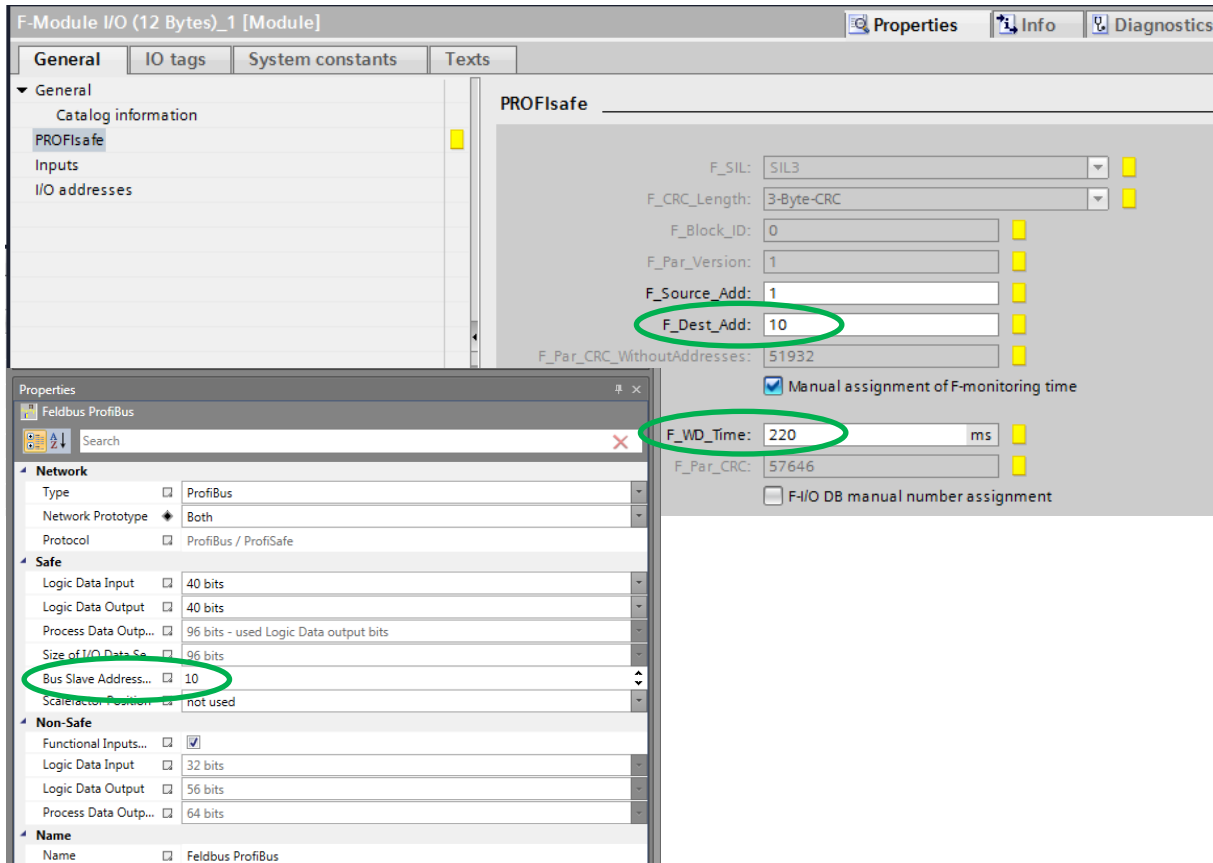 F-Module I/O (12 Bytes)_1 [Module]
Properties
Info
Diagnostics
General
IO tags
System constants
Texts
General
Catalog information
PROFIsafe
Inputs
I/O addresses
PROFIsafe
F_SIL: SIL3
F_CRC_Length: 3-Byte-CRC
F_Block_ID: 0
F_Par_Version: 1
F_Source_Add: 1
F_Dest_Add: 10
F_Par_CRC_WithoutAddresses: 51932
Manual assignment of F-monitoring time
F_WD_Time: 220 ms
F_Par_CRC: 57646
F-I/O DB manual number assignment
Properties
Feldbus ProfiBus
Search
Network
Type ProfiBus
Network Prototype Both
Protocol ProfiBus / ProfiSafe
Safe
Logic Data Input 40 bits
Logic Data Output 40 bits
Process Data Outp... 96 bits - used Logic Data output bits
Size of I/O Data Se... 96 bits
Bus Slave Address... 10
Scalefactor Position not used
Non-Safe
Functional Inputs...
Logic Data Input 32 bits
Logic Data Output 56 bits
Process Data Outp... 64 bits
Name
Name Feldbus ProfiBus